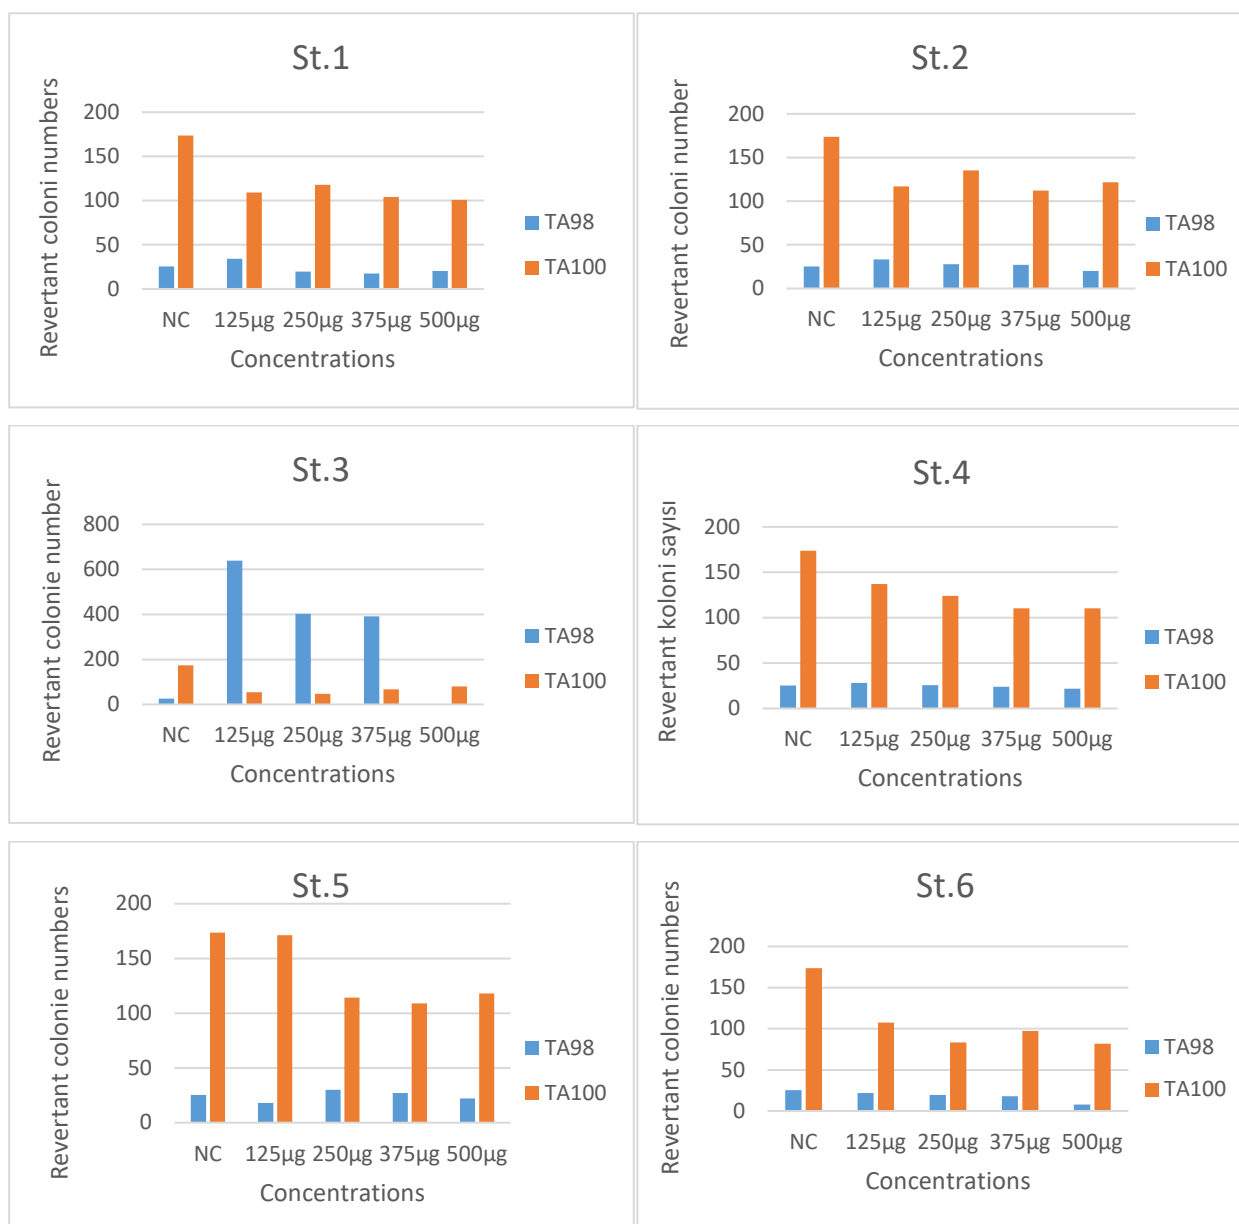 St.1
Revertant coloni numbers
200
150
100
50
0
NC 125µg 250µg 375µg 500µg
Concentrations
TA98
TA100
St.2
Revertant coloni number
200
150
100
50
0
NC 125µg 250µg 375µg 500µg
Concentrations
TA98
TA100
St.3
Revertant colonie number
800
600
400
200
0
NC 125µg 250µg 375µg 500µg
Concentrations
TA98
TA100
St.4
Revertant koloni sayısı
200
150
100
50
0
NC 125µg 250µg 375µg 500µg
Concentrations
TA98
TA100
St.5
Revertant colonie numbers
200
150
100
50
0
NC 125µg 250µg 375µg 500µg
Concentrations
TA98
TA100
St.6
Revertant colonie numbers
200
150
100
50
0
NC 125µg 250µg 375µg 500µg
Concentrations
TA98
TA100